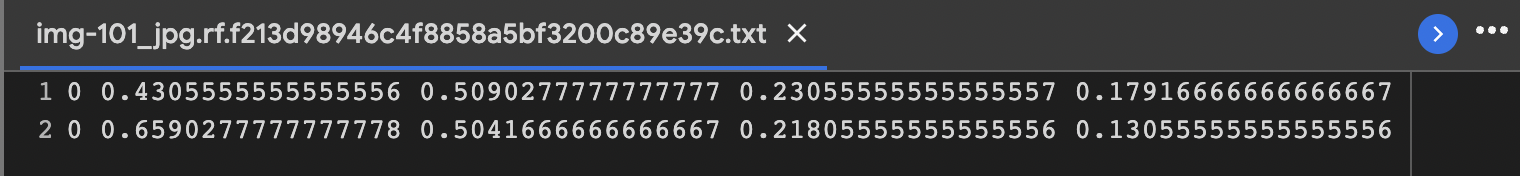 img-101_jpg.rf.f213d98946c4f8858a5bf3200c89e39c.txt
1 0 0.4305555555555556 0.5090277777777777 0.23055555555555557 0.17916666666666667
2 0 0.6590277777777778 0.5041666666666667 0.21805555555555556 0.13055555555555556